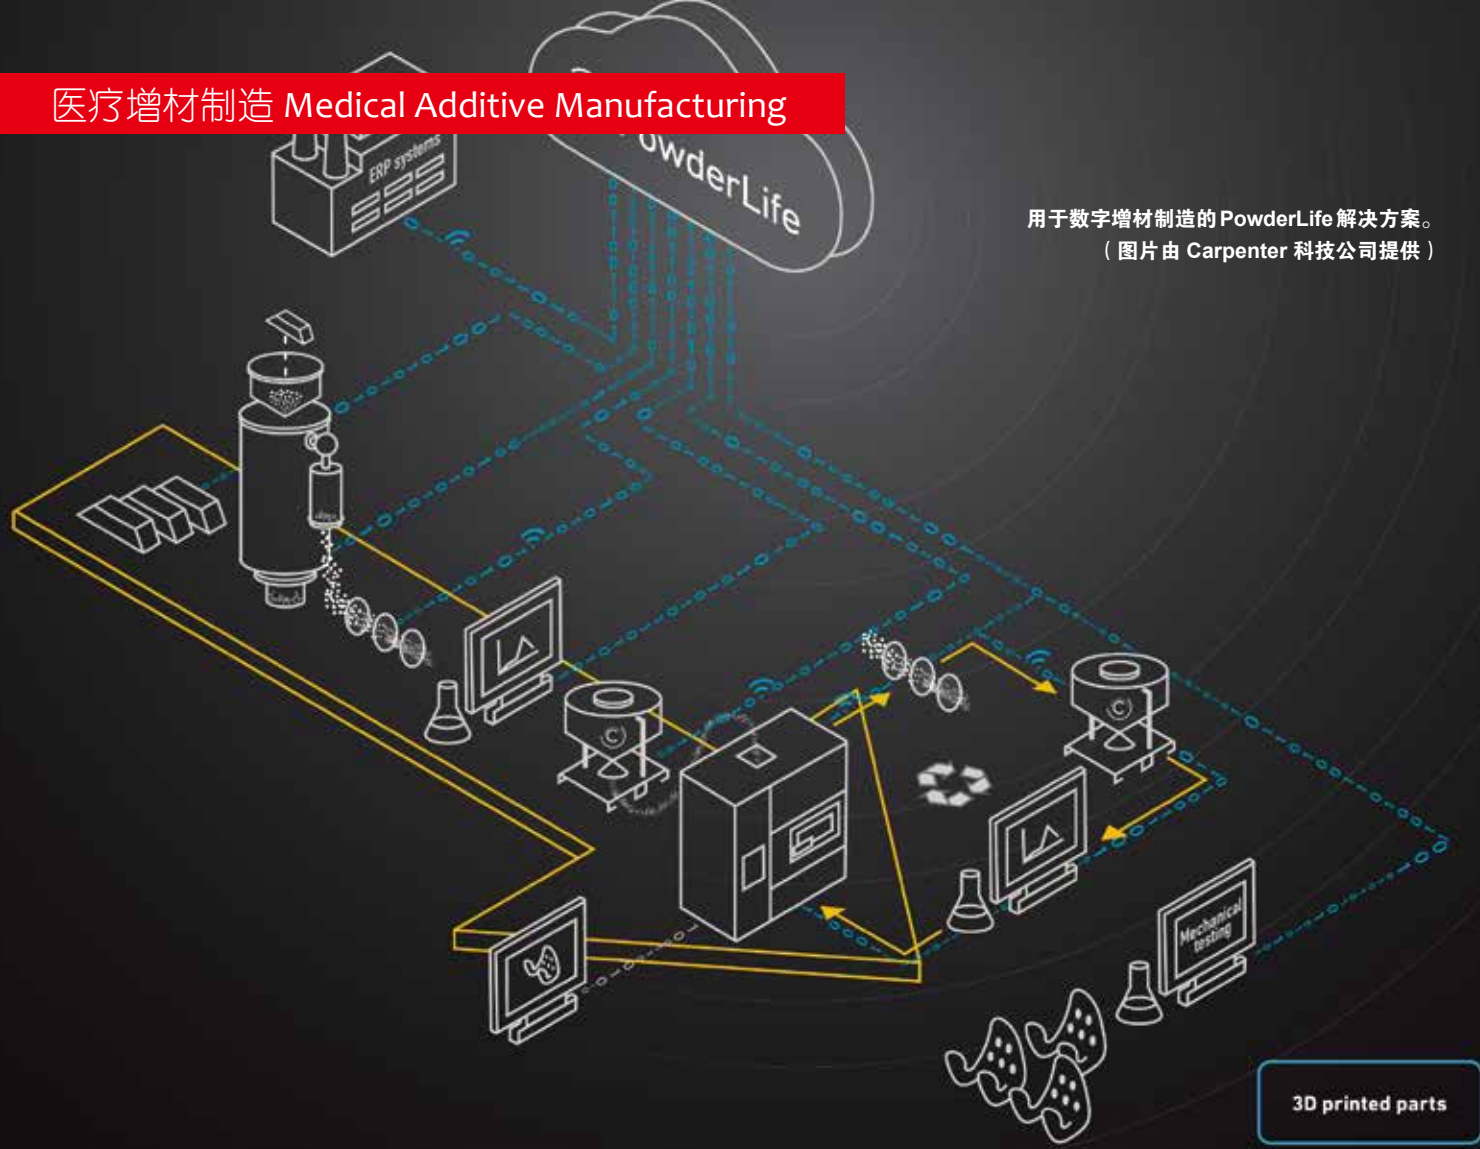 医疗增材制造 Medical Additive Manufacturing
ERP systems
PowderLife
用于数字增材制造的PowderLife解决方案。
（图片由 Carpenter 科技公司提供）
C
C
Mechanical
testing
3D printed parts